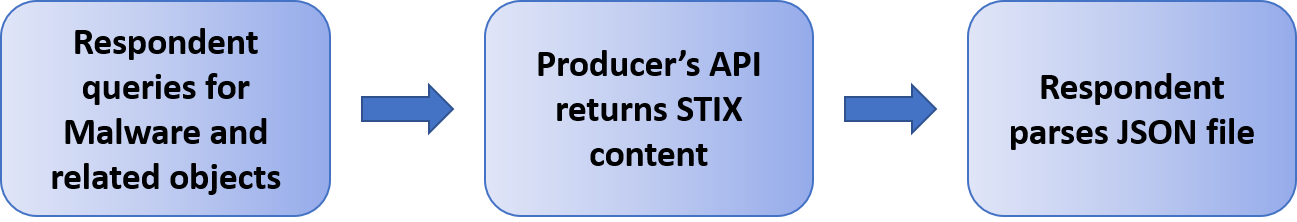 Respondent
queries for
Malware and
related objects
Producer’s API
returns STIX
content
Respondent
parses JSON file